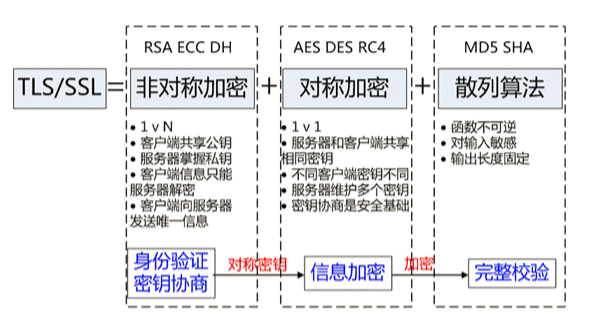 RSA ECC DH
AES DES RC4
MD5 SHA
TLS/SSL = 非对称加密 + 对称加密 + 散列算法
• 1 v N
• 客户端共享公钥
• 服务器掌握私钥
• 客户端信息只能
服务器解密
• 客户端向服务器
发送唯一信息
• 1 v 1
• 服务器和客户端共享
相同密钥
• 不同客户端密钥不同
• 服务器维护多个密钥
• 密钥协商是安全基础
• 函数不可逆
• 对输入敏感
• 输出长度固定
身份验证
密钥协商
对称密钥
信息加密
加密
完整校验